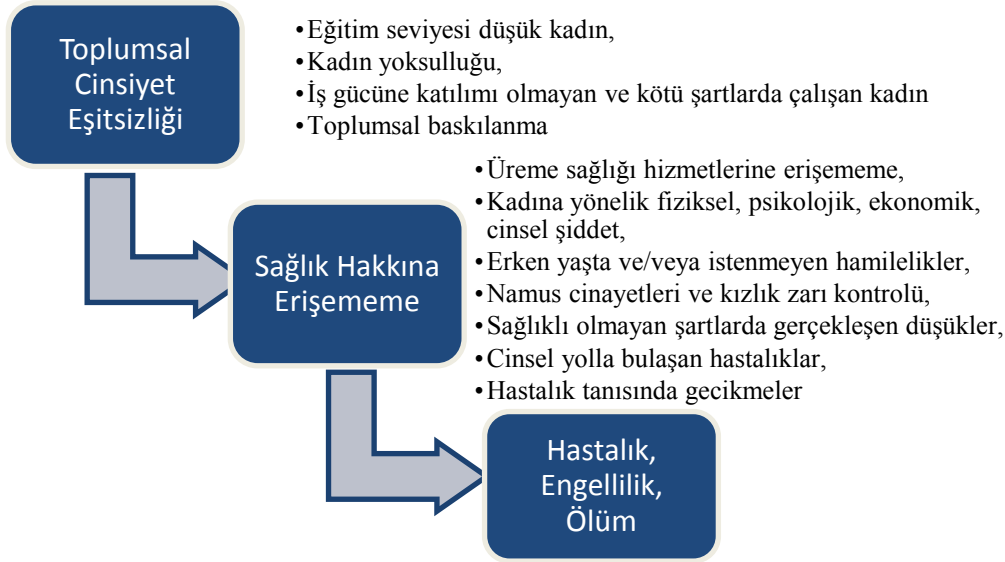 Toplumsal
Cinsiyet
Eşitsizliği
•Eğitim seviyesi düşük kadın,
•Kadın yoksulluğu,
•İş gücüne katılımı olmayan ve kötü şartlarda çalışan kadın
•Toplumsal baskılanma
Sağlık Hakkına
Erişememe
•Üreme sağlığı hizmetlerine erişememe,
•Kadına yönelik fiziksel, psikolojik, ekonomik,
cinsel şiddet,
•Erken yaşta ve/veya istenmeyen hamilelikler,
•Namus cinayetleri ve kızlık zarı kontrolü,
•Sağlıklı olmayan şartlarda gerçekleşen düşükler,
•Cinsel yolla bulaşan hastalıklar,
•Hastalık tanısında gecikmeler
Hastalık,
Engellilik,
Ölüm